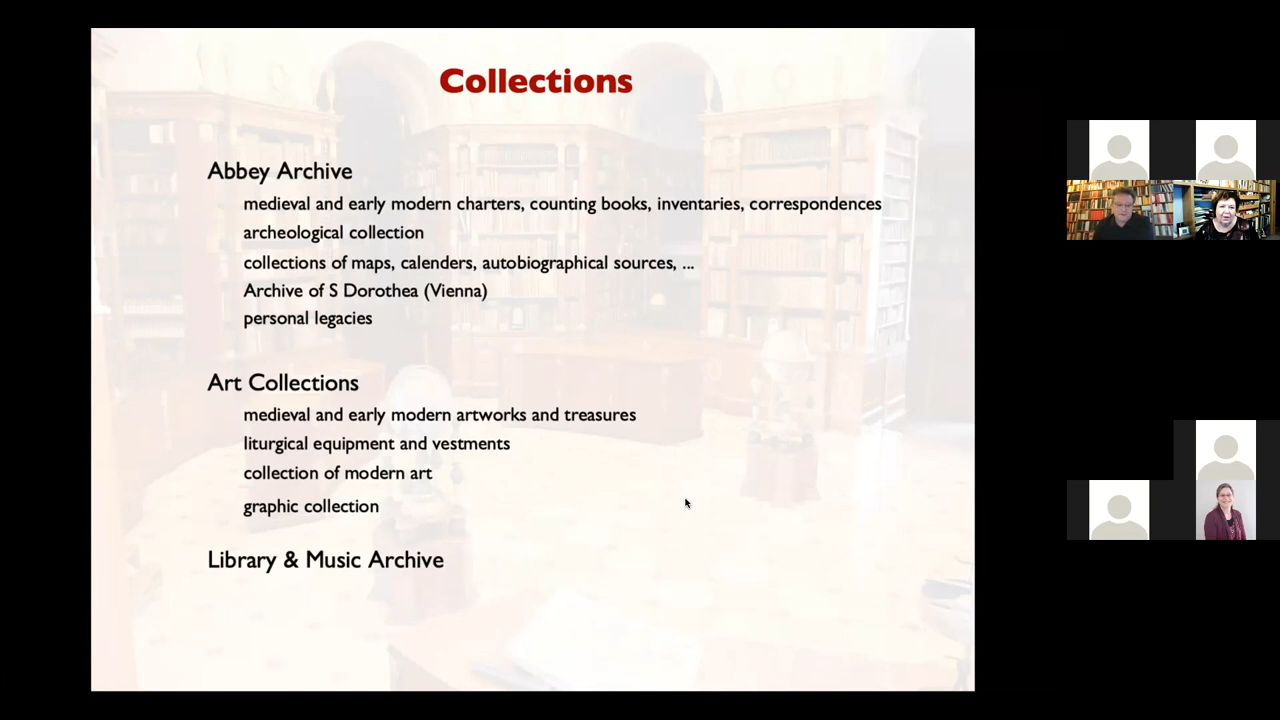 Collections
Abbey Archive
medieval and early modern charters, counting books, inventaries, correspondences
archeological collection
collections of maps, calenders, autobiographical sources, ...
Archive of S Dorothea (Vienna)
personal legacies
Art Collections
medieval and early modern artworks and treasures
liturgical equipment and vestments
collection of modern art
graphic collection
Library & Music Archive